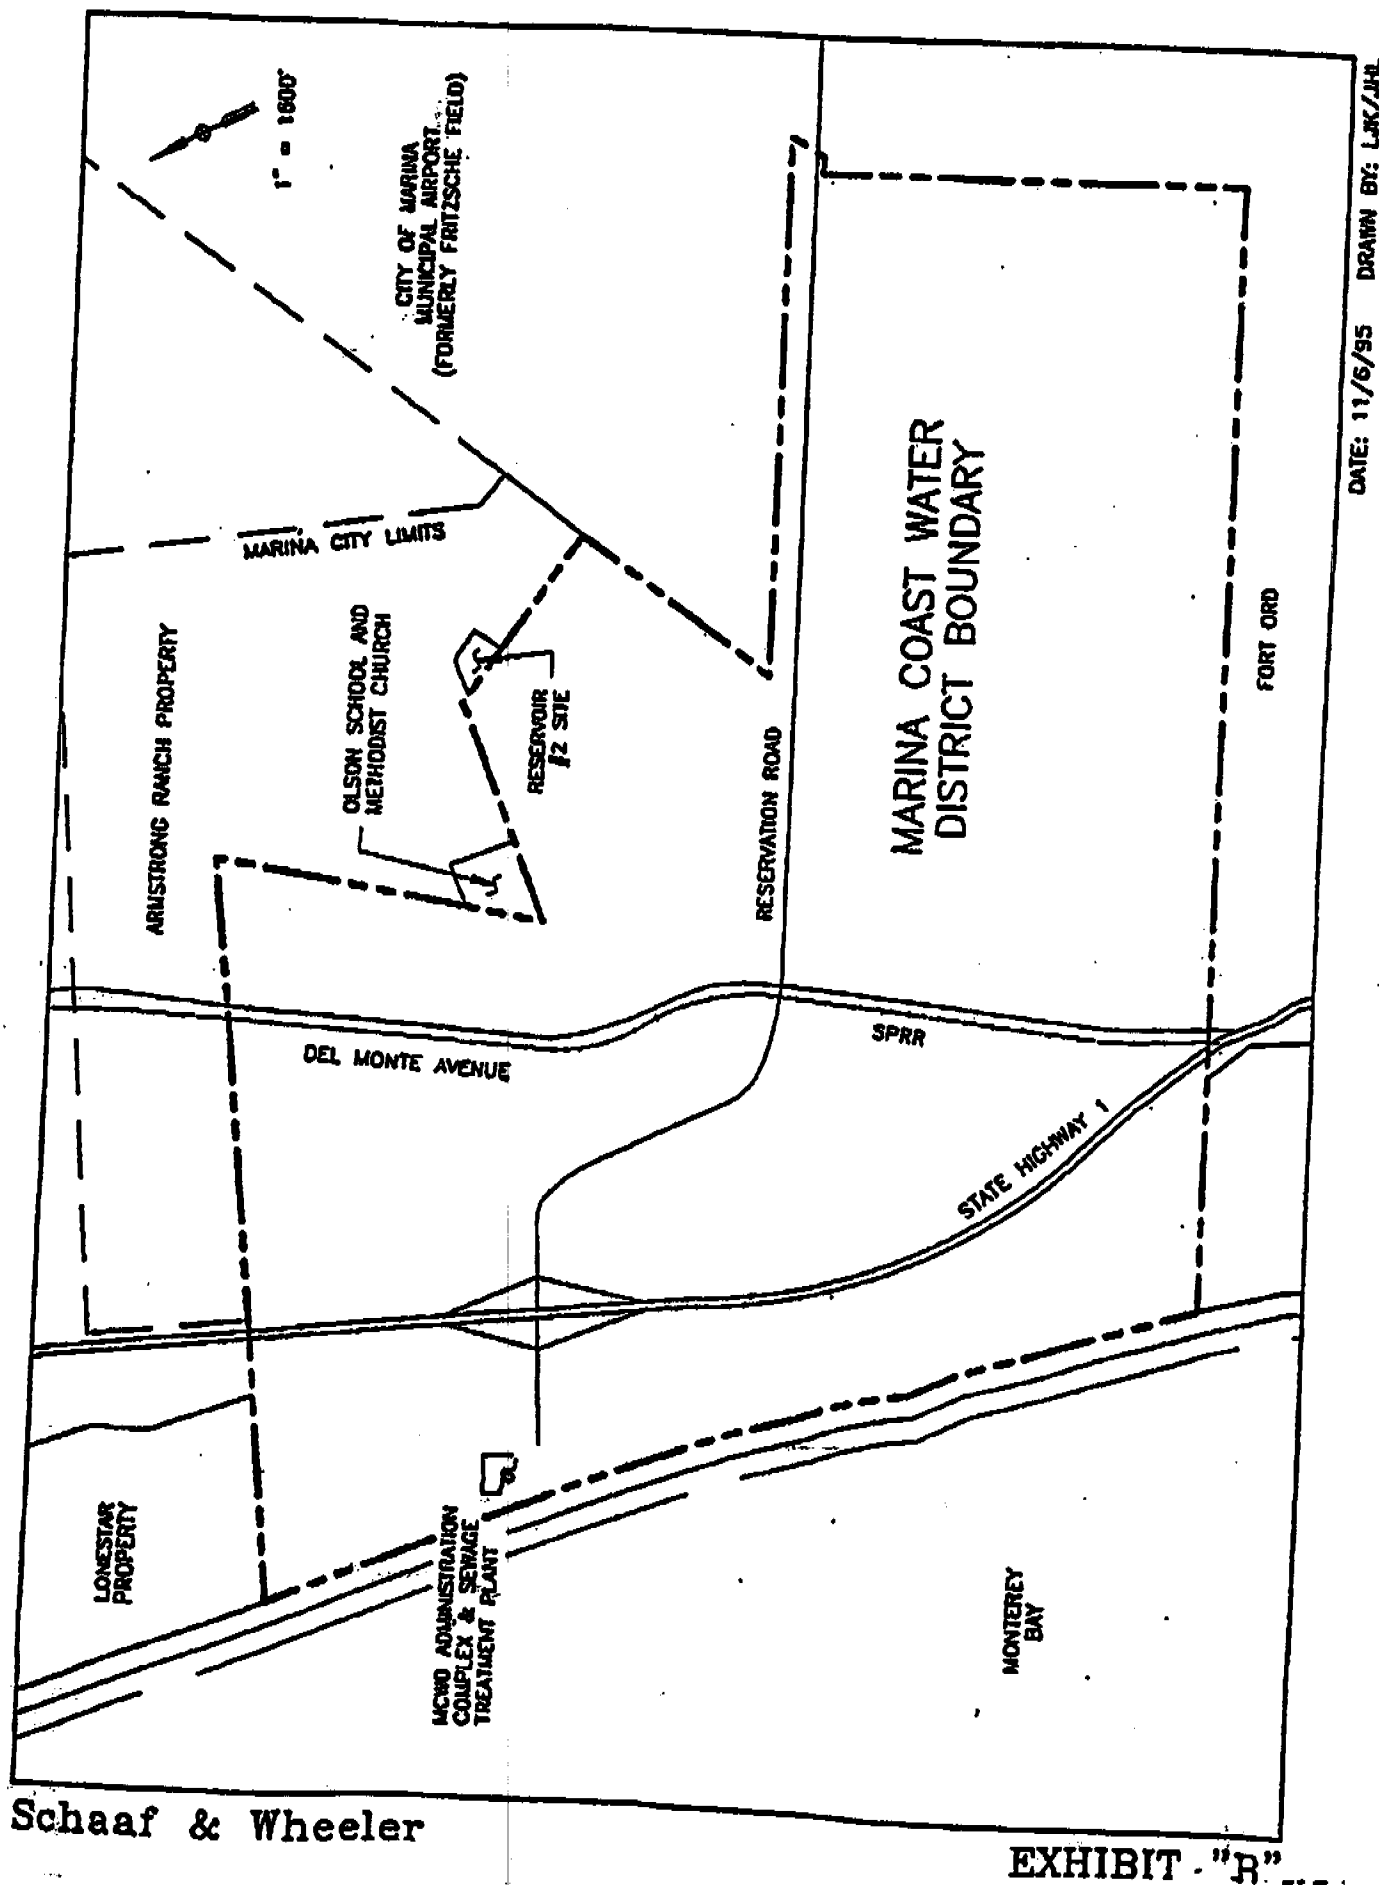 1" = 1600'
CITY OF MARINA
MUNICIPAL AIRPORT
(FORMERLY FRITZSCHE FIELD)
MARINA CITY LIMITS
ARMSTRONG RANCH PROPERTY
OLSON SCHOOL AND
METHODIST CHURCH
RESERVOIR
#2 SITE
RESERVATION ROAD
MARINA COAST WATER
DISTRICT BOUNDARY
FORT ORD
DEL MONTE AVENUE
SPRR
STATE HIGHWAY 1
LONESTAR
PROPERTY
MCWD ADMINISTRATION
COMPLEX & SEWAGE
TREATMENT PLANT
MONTEREY
BAY
DATE: 11/6/95 DRAWN BY: LJK/JHL
Schaaf & Wheeler
EXHIBIT "B"